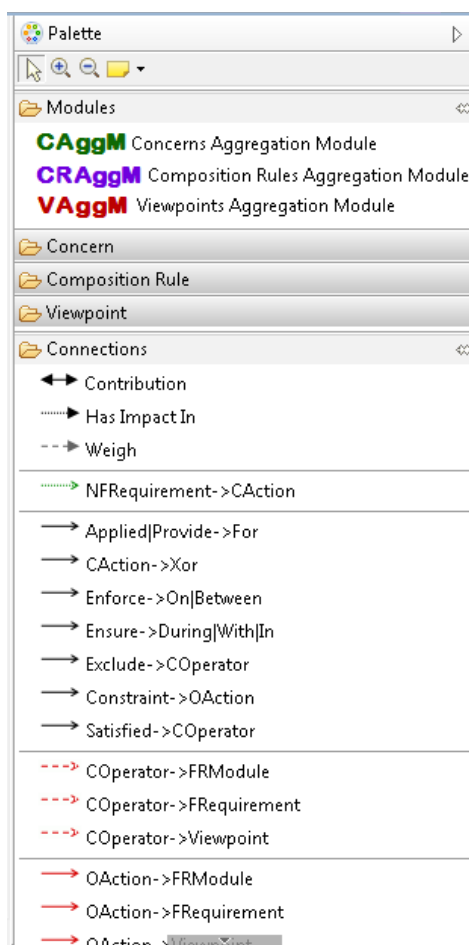 Palette
Modules
CAggM Concerns Aggregation Module
CRAggM Composition Rules Aggregation Module
VAggM Viewpoints Aggregation Module
Concern
Composition Rule
Viewpoint
Connections
Contribution
Has Impact In
Weigh
NFRequirement->CAction
Applied|Provide->For
CAction->Xor
Enforce->On|Between
Ensure->During|With|In
Exclude->COperator
Constraint->OAction
Satisfied->COperator
COperator->FRModule
COperator->FRequirement
COperator->Viewpoint
OAction->FRModule
OAction->FRequirement
OAction->Viewpoint